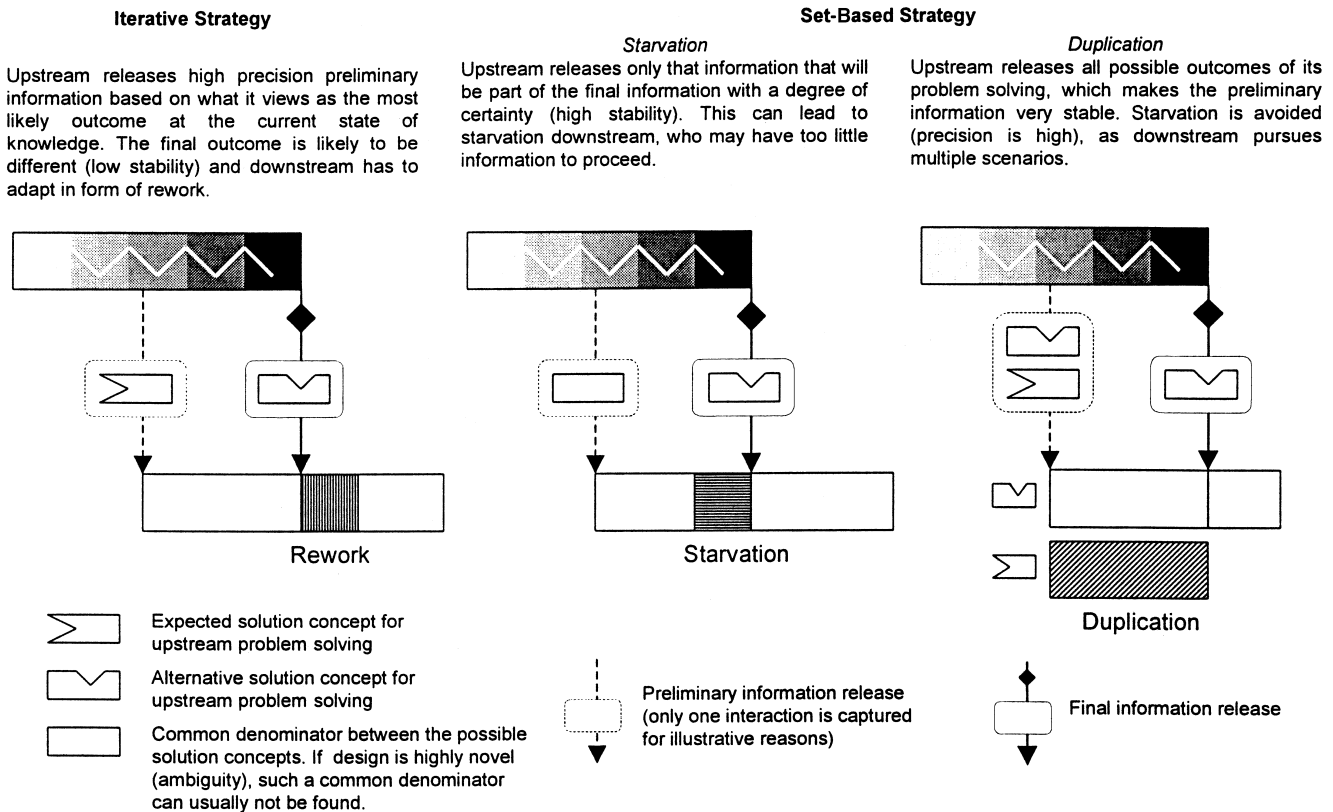 Iterative Strategy
Upstream releases high precision preliminary
information based on what it views as the most
likely outcome at the current state of
knowledge. The final outcome is likely to be
different (low stability) and downstream has to
adapt in form of rework.
Set-Based Strategy
Starvation
Upstream releases only that information that will
be part of the final information with a degree of
certainty (high stability). This can lead to
starvation downstream, who may have too little
information to proceed.
Duplication
Upstream releases all possible outcomes of its
problem solving, which makes the preliminary
information very stable. Starvation is avoided
(precision is high), as downstream pursues
multiple scenarios.
Rework
Starvation
Duplication
Expected solution concept for
upstream problem solving
Alternative solution concept for
upstream problem solving
Common denominator between the possible
solution concepts. If design is highly novel
(ambiguity), such a common denominator
can usually not be found.
Preliminary information release
(only one interaction is captured
for illustrative reasons)
Final information release